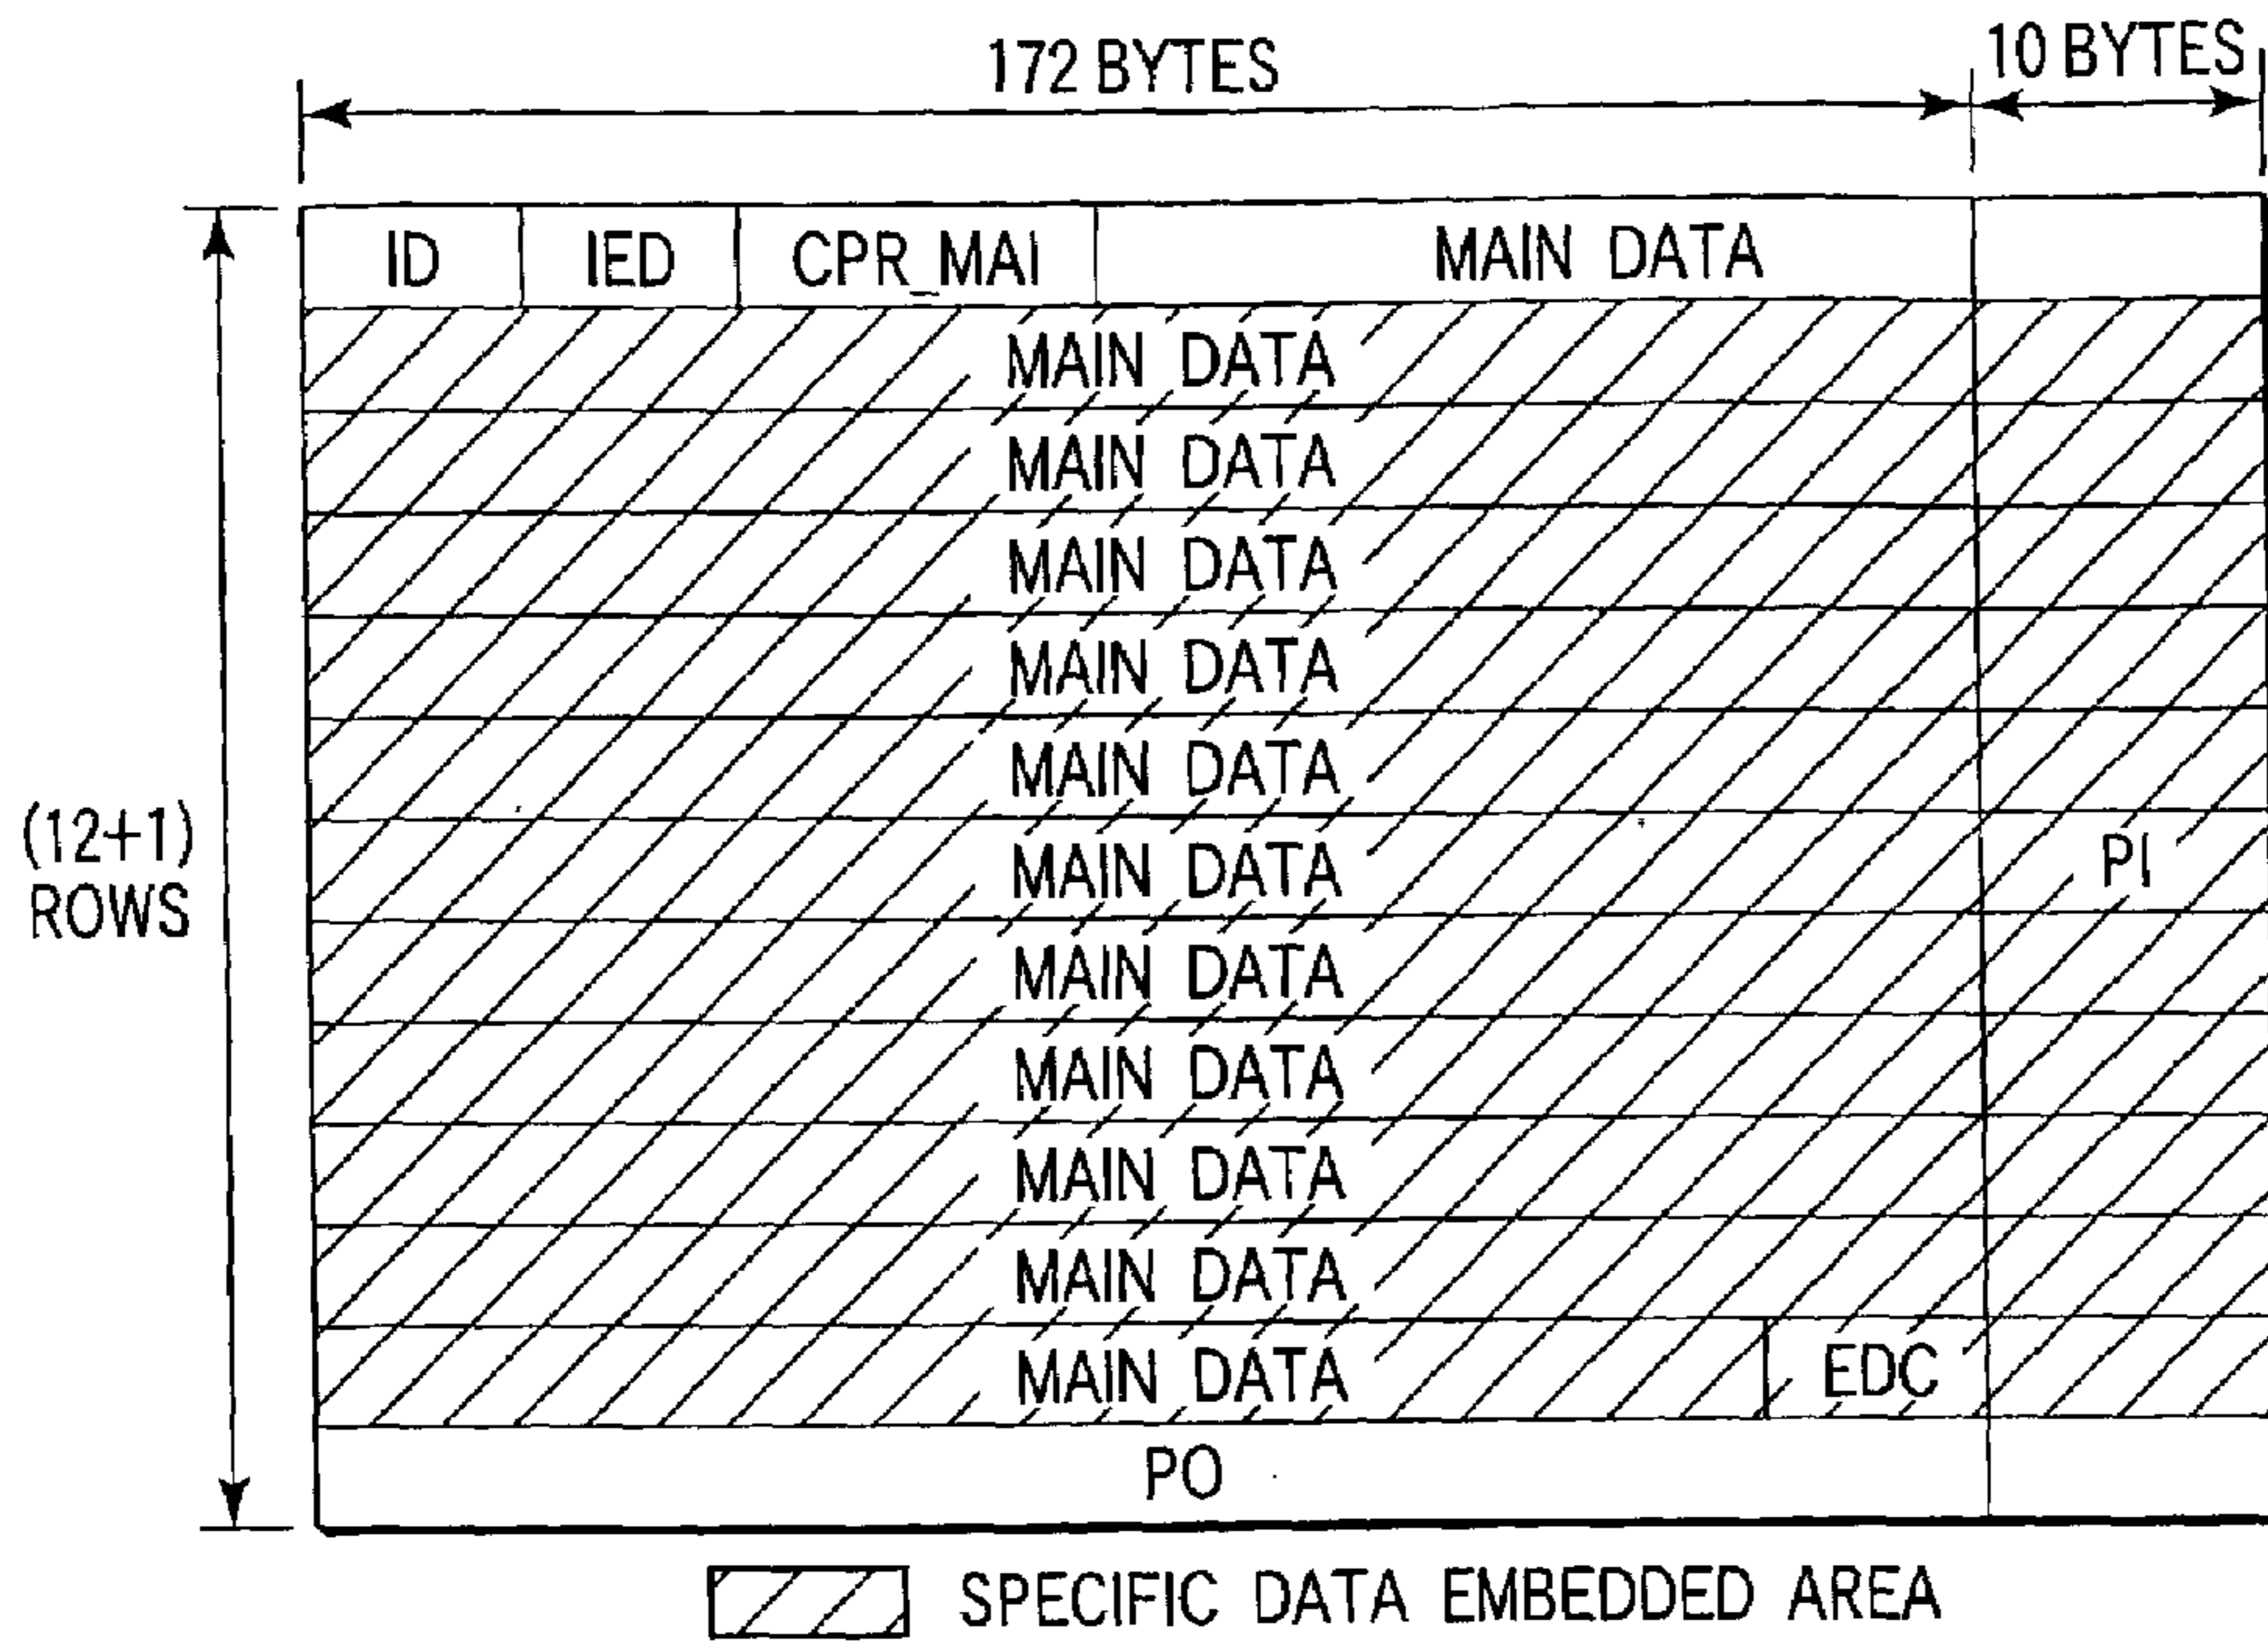 172 BYTES 10 BYTES
ID IED CPR_MAI MAIN DATA
MAIN DATA
MAIN DATA
MAIN DATA
MAIN DATA
MAIN DATA
(12+1)
ROWS
MAIN DATA PI
MAIN DATA
MAIN DATA
MAIN DATA
MAIN DATA
MAIN DATA EDC
PO
SPECIFIC DATA EMBEDDED AREA